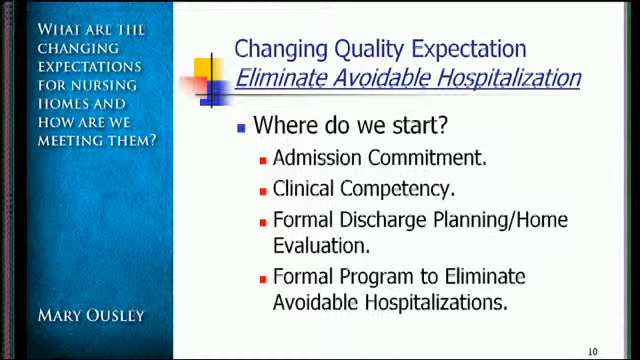 WHAT ARE THE
CHANGING
EXPECTATIONS
FOR NURSING
HOMES AND
HOW ARE WE
MEETING THEM?
MARY OUSLEY
Changing Quality Expectation
Eliminate Avoidable Hospitalization
Where do we start?
Admission Commitment.
Clinical Competency.
Formal Discharge Planning/Home
Evaluation.
Formal Program to Eliminate
Avoidable Hospitalizations.
10